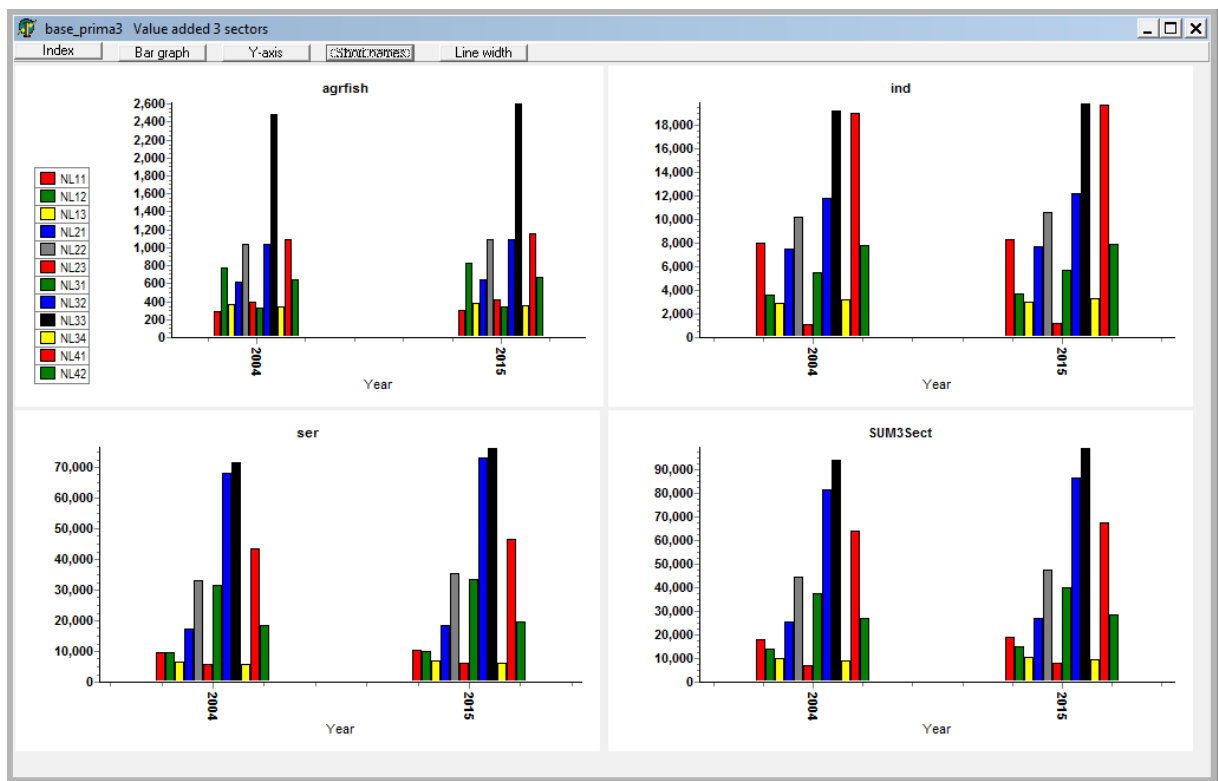 base_prima3 Value added 3 sectors
Index Bar graph Y-axis Short names Line width
agrfish
2,600
2,400
2,200
2,000
1,800
1,600
1,400
1,200
1,000
800
600
400
200
0
2004 2015
Year
NL11
NL12
NL13
NL21
NL22
NL23
NL31
NL32
NL33
NL34
NL41
NL42
ind
18,000
16,000
14,000
12,000
10,000
8,000
6,000
4,000
2,000
0
2004 2015
Year
ser
70,000
60,000
50,000
40,000
30,000
20,000
10,000
0
2004 2015
Year
SUM3Sect
90,000
80,000
70,000
60,000
50,000
40,000
30,000
20,000
10,000
0
2004 2015
Year